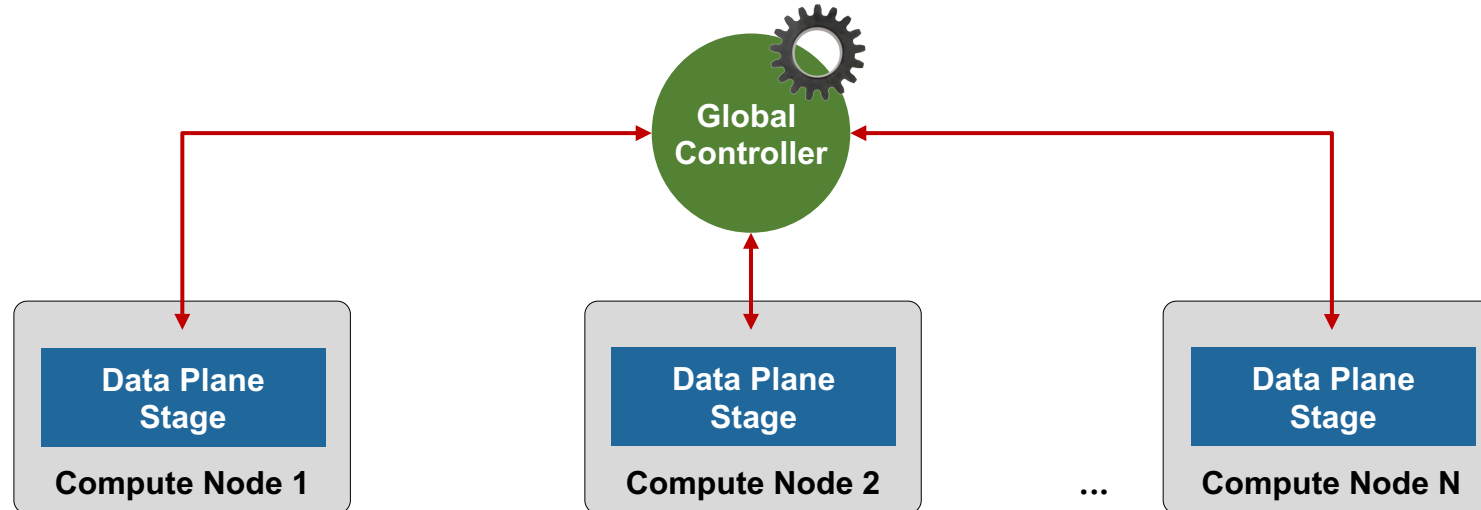 Global
Controller
Data Plane
Stage
Compute Node 1
Data Plane
Stage
Compute Node 2
...
Data Plane
Stage
Compute Node N